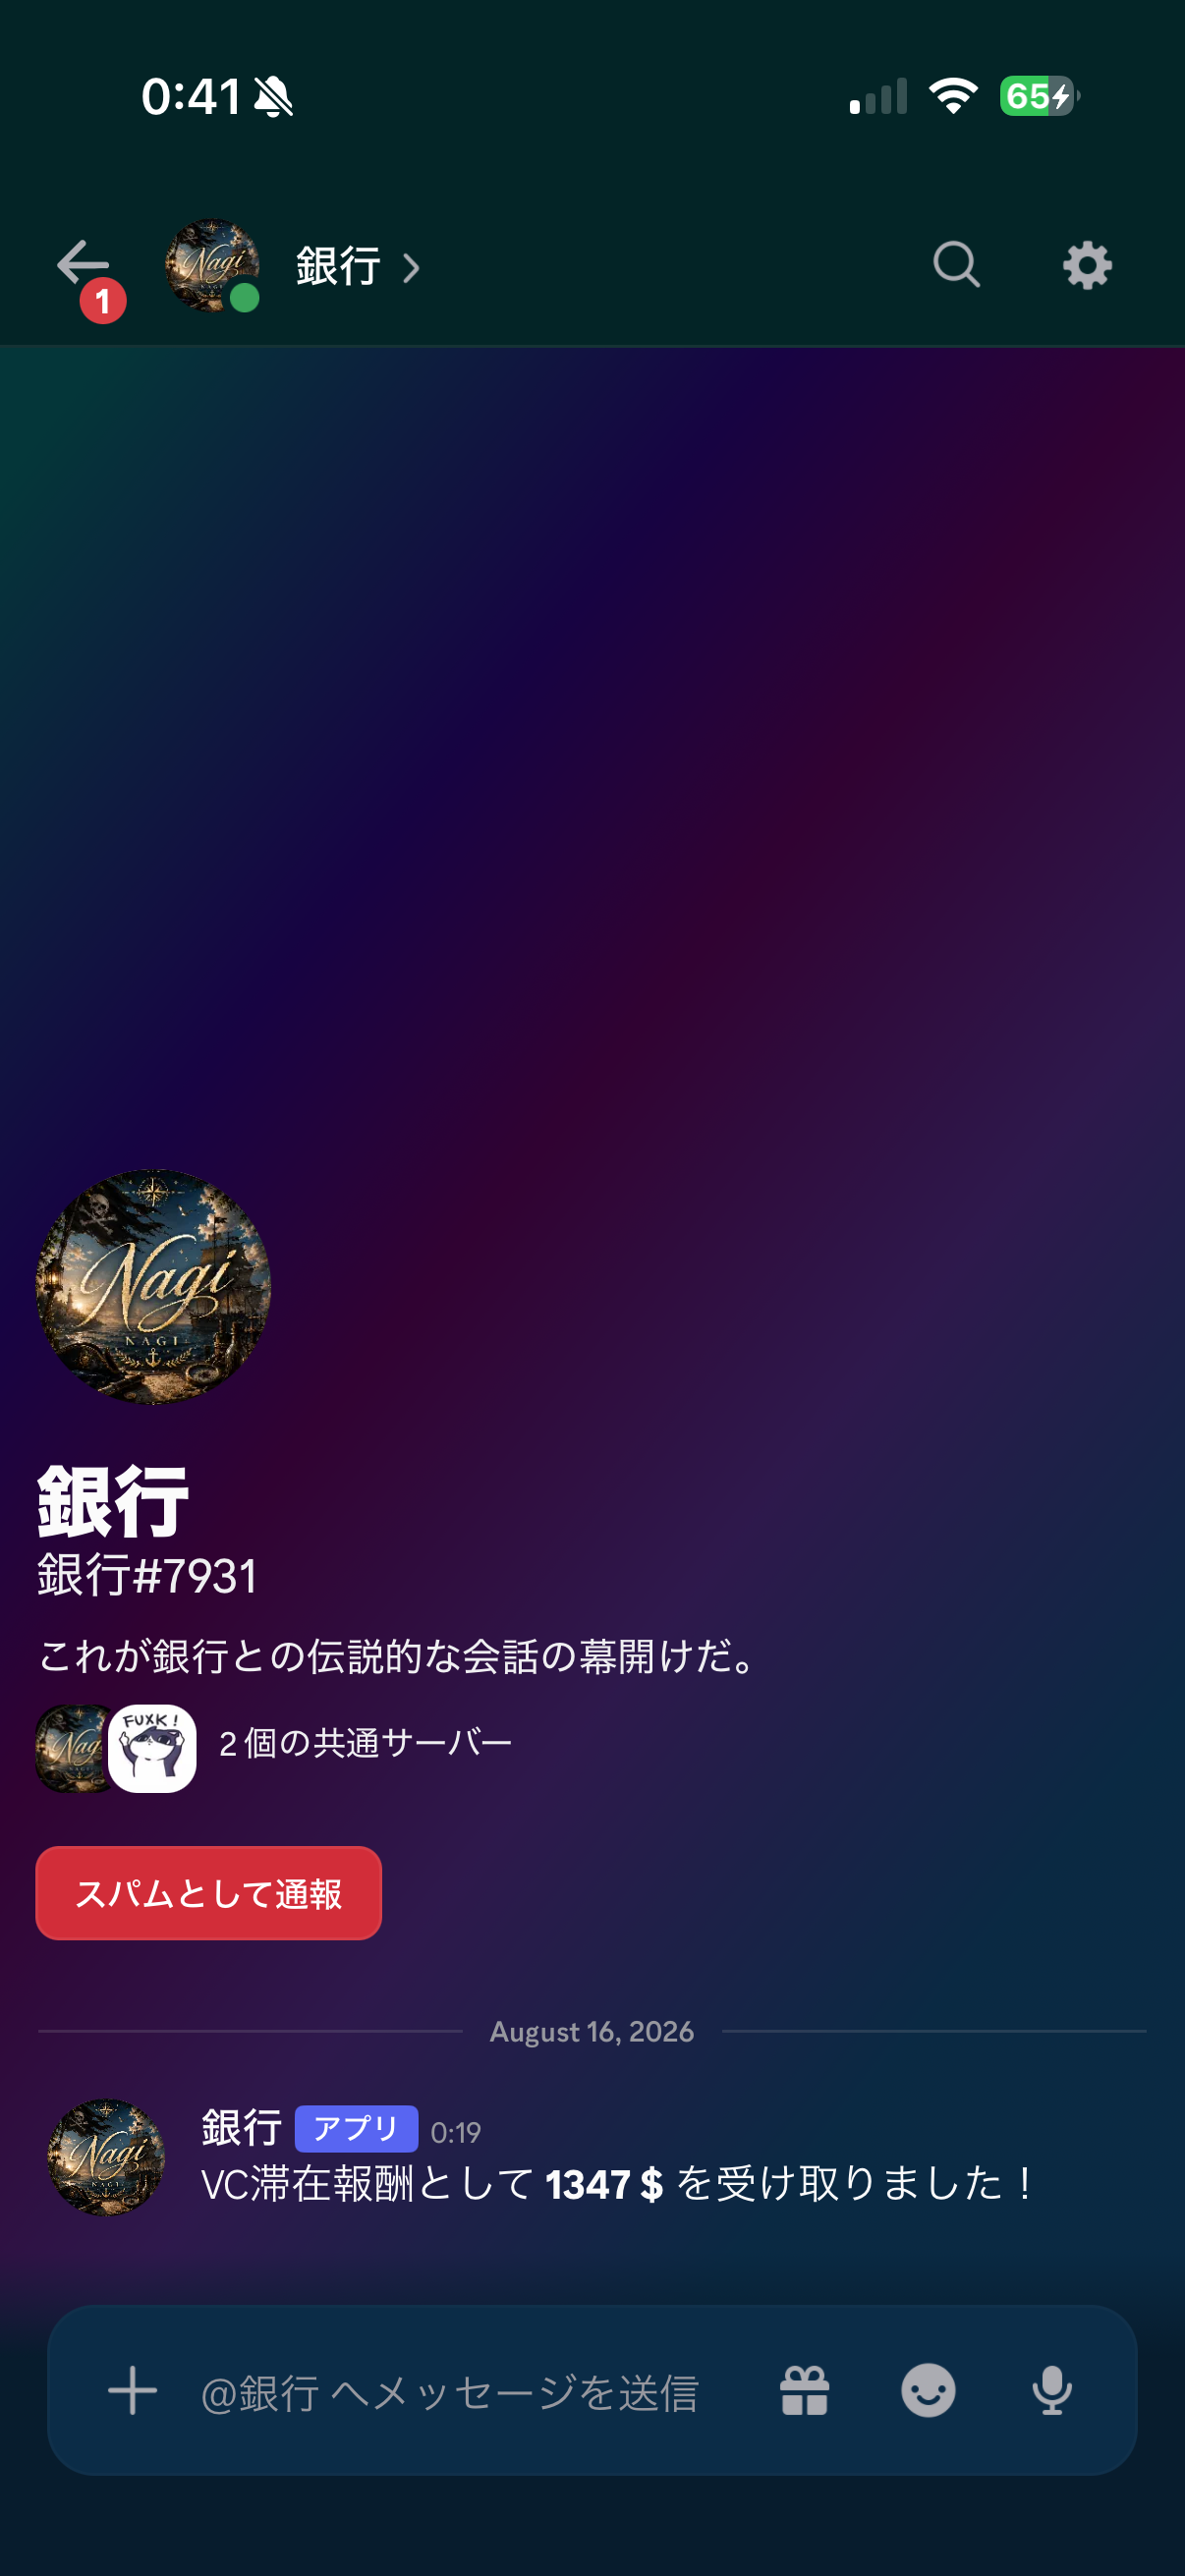 0:41
65
1
Nagi
銀行
Nagi
NAGI
銀行
銀行#7931
これが銀行との伝説的な会話の幕開けだ。
Nag
FUXK!
2 個の共通サーバー
スパムとして通報
August 16, 2026
Nagi
銀行 アプリ 0:19
VC滞在報酬として 1347 $ を受け取りました！
@銀行 へメッセージを送信